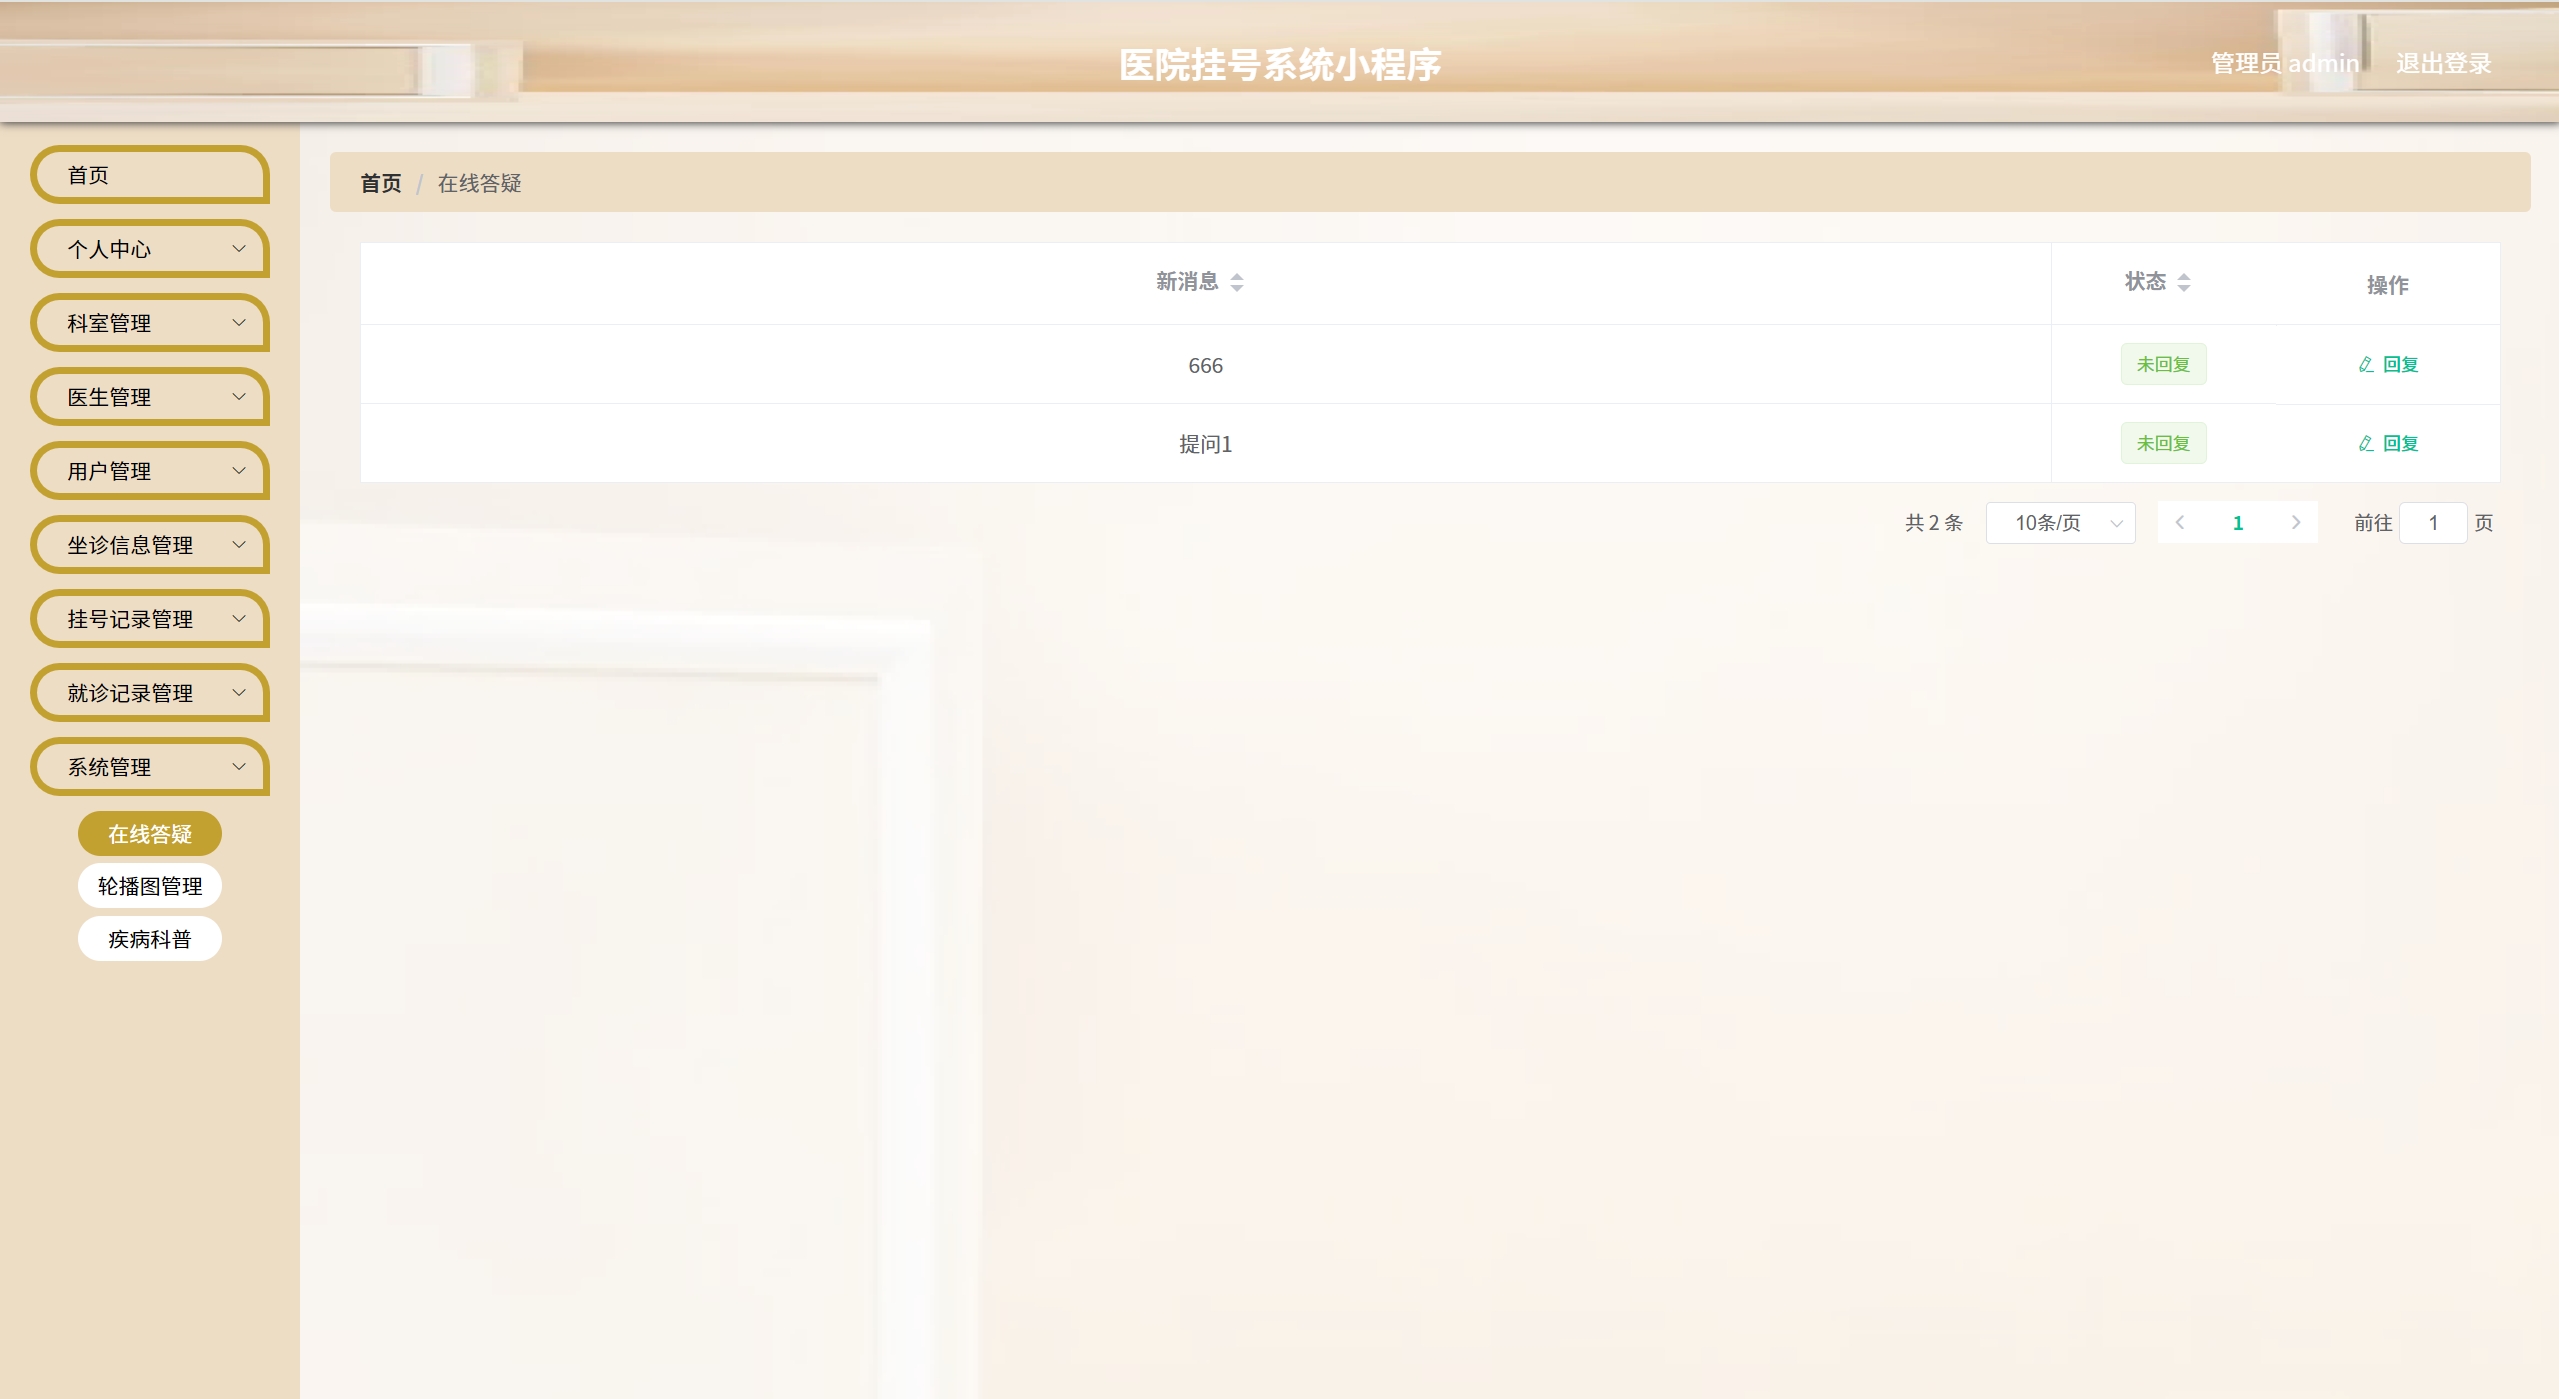 医院挂号系统小程序
管理员 admin 退出登录
首页
个人中心
科室管理
医生管理
用户管理
坐诊信息管理
挂号记录管理
就诊记录管理
系统管理
在线答疑
轮播图管理
疾病科普
首页 / 在线答疑
新消息 状态 操作
666 未回复 回复
提问1 未回复 回复
共 2 条 10条/页 1 前往 1 页